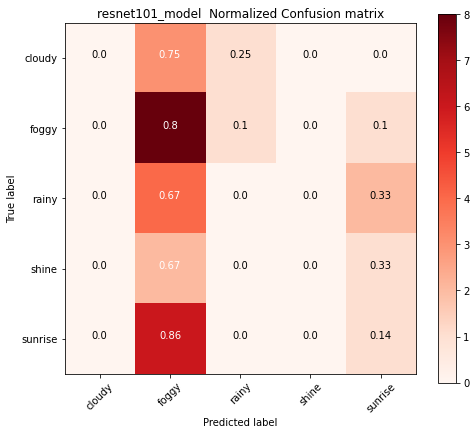 resnet101_model Normalized Confusion matrix
True label
cloudy 0.0 0.75 0.25 0.0 0.0
foggy 0.0 0.8 0.1 0.0 0.1
rainy 0.0 0.67 0.0 0.0 0.33
shine 0.0 0.67 0.0 0.0 0.33
sunrise 0.0 0.86 0.0 0.0 0.14
cloudy foggy rainy shine sunrise
Predicted label
8
7
6
5
4
3
2
1
0